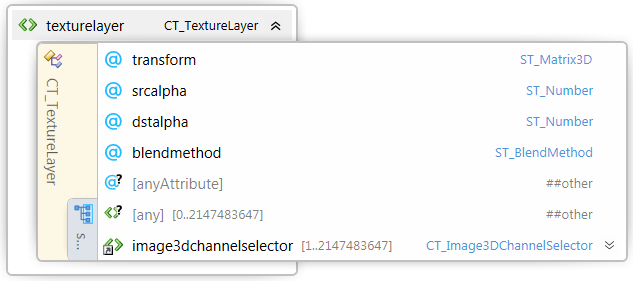 texturelayer CT_TextureLayer
CT_TextureLayer
transform ST_Matrix3D
srcalpha ST_Number
dstalpha ST_Number
blendmethod ST_BlendMethod
[anyAttribute] ##other
S...
[any] [0..2147483647] ##other
image3dchannelselector [1..2147483647] CT_Image3DChannelSelector